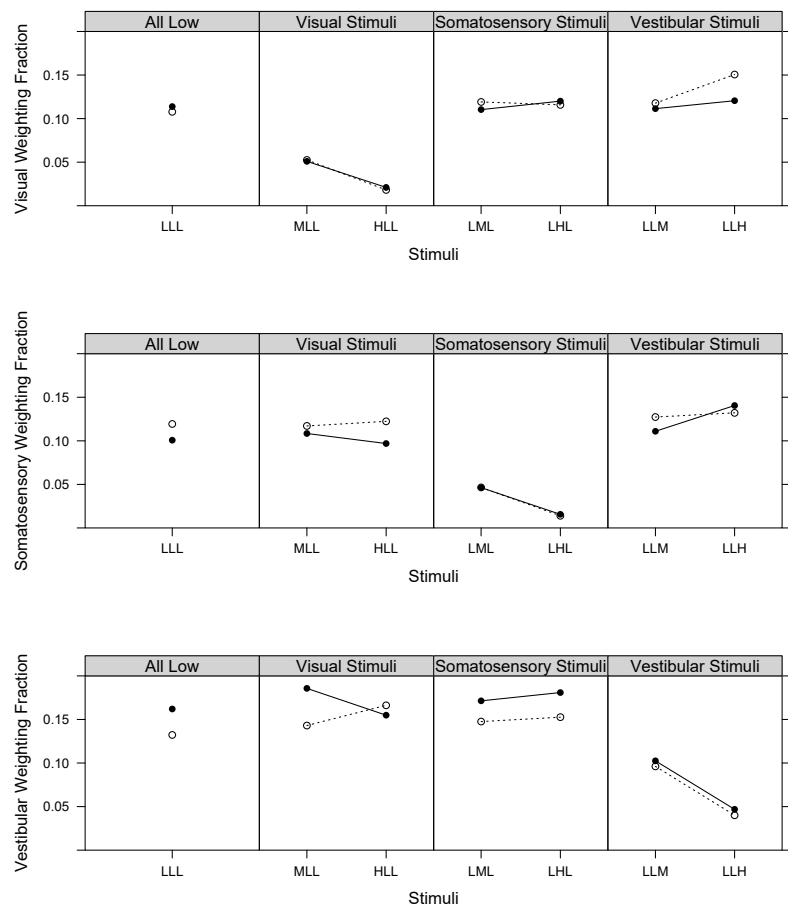 All Low Visual Stimuli Somatosensory Stimuli Vestibular Stimuli
Visual Weighting Fraction
0.15
0.10
0.05
LLL MLL HLL LML LHL LLM LLH
Stimuli
All Low Visual Stimuli Somatosensory Stimuli Vestibular Stimuli
Somatosensory Weighting Fraction
0.15
0.10
0.05
LLL MLL HLL LML LHL LLM LLH
Stimuli
All Low Visual Stimuli Somatosensory Stimuli Vestibular Stimuli
Vestibular Weighting Fraction
0.15
0.10
0.05
LLL MLL HLL LML LHL LLM LLH
Stimuli